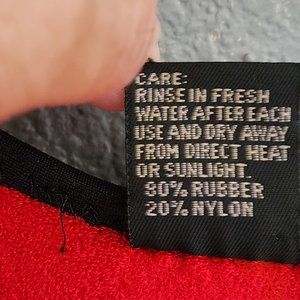 CARE:
RINSE IN FRESH
WATER AFTER EACH
USE AND DRY AWAY
FROM DIRECT HEAT
OR SUNLIGHT.
80% RUBBER
20% NYLON